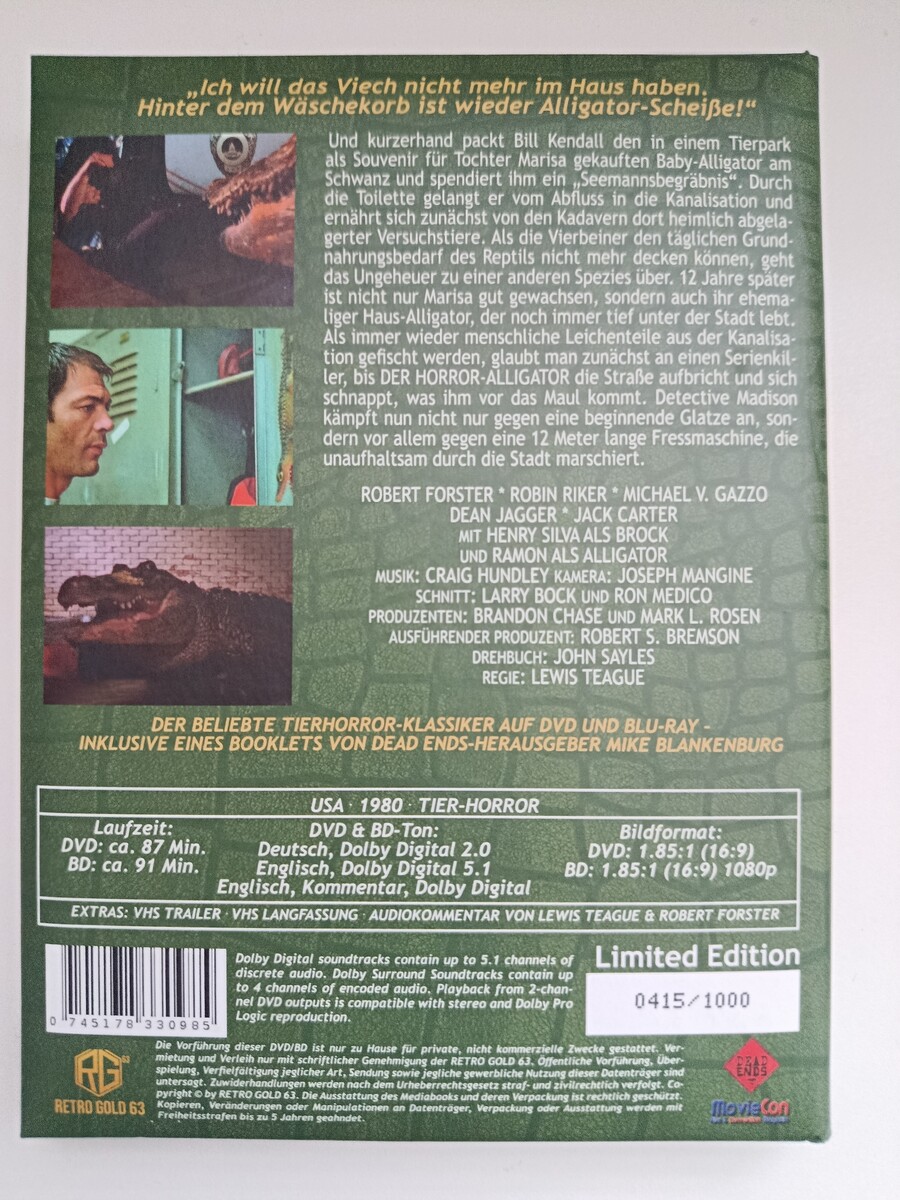 „Ich will das Viech nicht mehr im Haus haben.
Hinter dem Wäschekorb ist wieder Alligator-Scheiße!“
Und kurzerhand packt Bill Kendall den in einem Tierpark
als Souvenir für Tochter Marisa gekauften Baby-Alligator am
Schwanz und spendiert ihm ein „Seemannsbegräbnis“. Durch
die Toilette gelangt er vom Abfluss in die Kanalisation und
ernährt sich zunächst von den Kadavern dort heimlich abgela-
gerter Versuchstiere. Als die Vierbeiner den täglichen Grund-
nahrungsbedarf des Reptils nicht mehr decken können, geht
das Ungeheuer zu einer anderen Spezies über. 12 Jahre später
ist nicht nur Marisa gut gewachsen, sondern auch ihr ehema-
liger Haus-Alligator, der noch immer tief unter der Stadt lebt.
Als immer wieder menschliche Leichenteile aus der Kanalisa-
tion gefischt werden, glaubt man zunächst an einen Serienkil-
ler, bis DER HORROR-ALLIGATOR die Straße aufbricht und sich
schnappt, was ihm vor das Maul kommt. Detective Madison
kämpft nun nicht nur gegen eine beginnende Glatze an, son-
dern vor allem gegen eine 12 Meter lange Fressmaschine, die
unaufhaltsam durch die Stadt marschiert.
ROBERT FORSTER * ROBIN RIKER * MICHAEL V. GAZZO
DEAN JAGGER * JACK CARTER
MIT HENRY SILVA ALS BROCK
UND RAMON ALS ALLIGATOR
MUSIK: CRAIG HUNDLEY KAMERA: JOSEPH MANGINE
SCHNITT: LARRY BOCK UND RON MEDICO
PRODUZENTEN: BRANDON CHASE UND MARK L. ROSEN
AUSFÜHRENDER PRODUZENT: ROBERT S. BREMSON
DREHBUCH: JOHN SAYLES
REGIE: LEWIS TEAGUE
DER BELIEBTE TIERHORROR-KLASSIKER AUF DVD UND BLU-RAY -
INKLUSIVE EINES BOOKLETS VON DEAD ENDS-HERAUSGEBER MIKE BLANKENBURG
USA · 1980 · TIER-HORROR
Laufzeit:
DVD: ca. 87 Min.
BD: ca. 91 Min.
DVD & BD-Ton:
Deutsch, Dolby Digital 2.0
Englisch, Dolby Digital 5.1
Englisch, Kommentar, Dolby Digital
Bildformat:
DVD: 1.85:1 (16:9)
BD: 1.85:1 (16:9) 1080p
EXTRAS: VHS TRAILER · VHS LANGFASSUNG · AUDIOKOMMENTAR VON LEWIS TEAGUE & ROBERT FORSTER
0 745178 330985
Dolby Digital soundtracks contain up to 5.1 channels of
discrete audio. Dolby Surround Soundtracks contain up
to 4 channels of encoded audio. Playback from 2-chan-
nel DVD outputs is compatible with stereo and Dolby Pro
Logic reproduction.
Limited Edition
0415/1000
RG 63
RETRO GOLD 63
Die Vorführung dieser DVD/BD ist nur zu Hause für private, nicht kommerzielle Zwecke gestattet. Ver-
mietung und Verleih nur mit schriftlicher Genehmigung der RETRO GOLD 63. Öffentliche Vorführung, Über-
spielung, Verfielfältigung jeglicher Art, Sendung sowie jegliche gewerbliche Nutzung dieser Datenträger sind
untersagt. Zuwiderhandlungen werden nach dem Urheberrechtsgesetz straf- und zivilrechtlich verfolgt. Co-
pyright © by RETRO GOLD 63. Die Ausstattung des Mediabooks und deren Verpackung ist rechtlich geschützt.
Kopieren, Veränderungen oder Manipulationen an Datenträger, Verpackung oder Ausstattung werden mit
Freiheitsstrafen bis zu 5 Jahren geahndet.
DEAD
ENDS
MovieCon